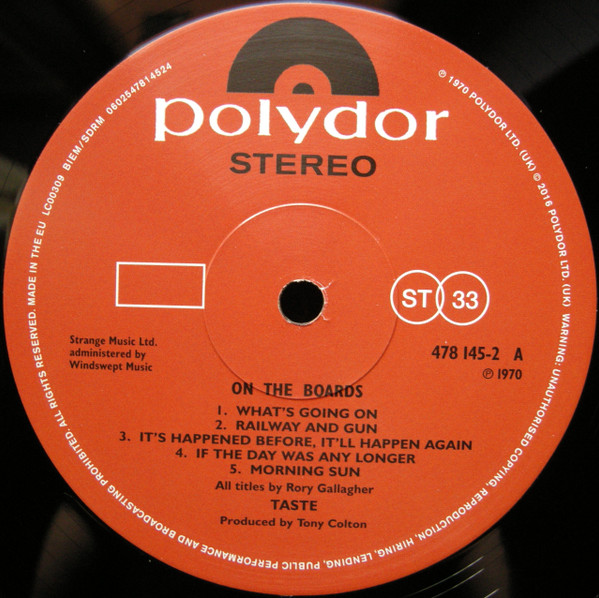 polydor
STEREO
ST 33
478 145-2 A
℗ 1970
Strange Music Ltd.
administered by
Windswept Music
ON THE BOARDS
1. WHAT'S GOING ON
2. RAILWAY AND GUN
3. IT'S HAPPENED BEFORE, IT'LL HAPPEN AGAIN
4. IF THE DAY WAS ANY LONGER
5. MORNING SUN
All titles by Rory Gallagher
TASTE
Produced by Tony Colton
℗ 1970 POLYDOR LTD. (UK) © 2016 POLYDOR LTD. (UK) WARNING: UNAUTHORISED COPYING, REPRODUCTION, HIRING, LENDING, PUBLIC PERFORMANCE AND BROADCASTING PROHIBITED. ALL RIGHTS RESERVED. MADE IN THE EU LC00309 BIEM/SDRM 0602547814524